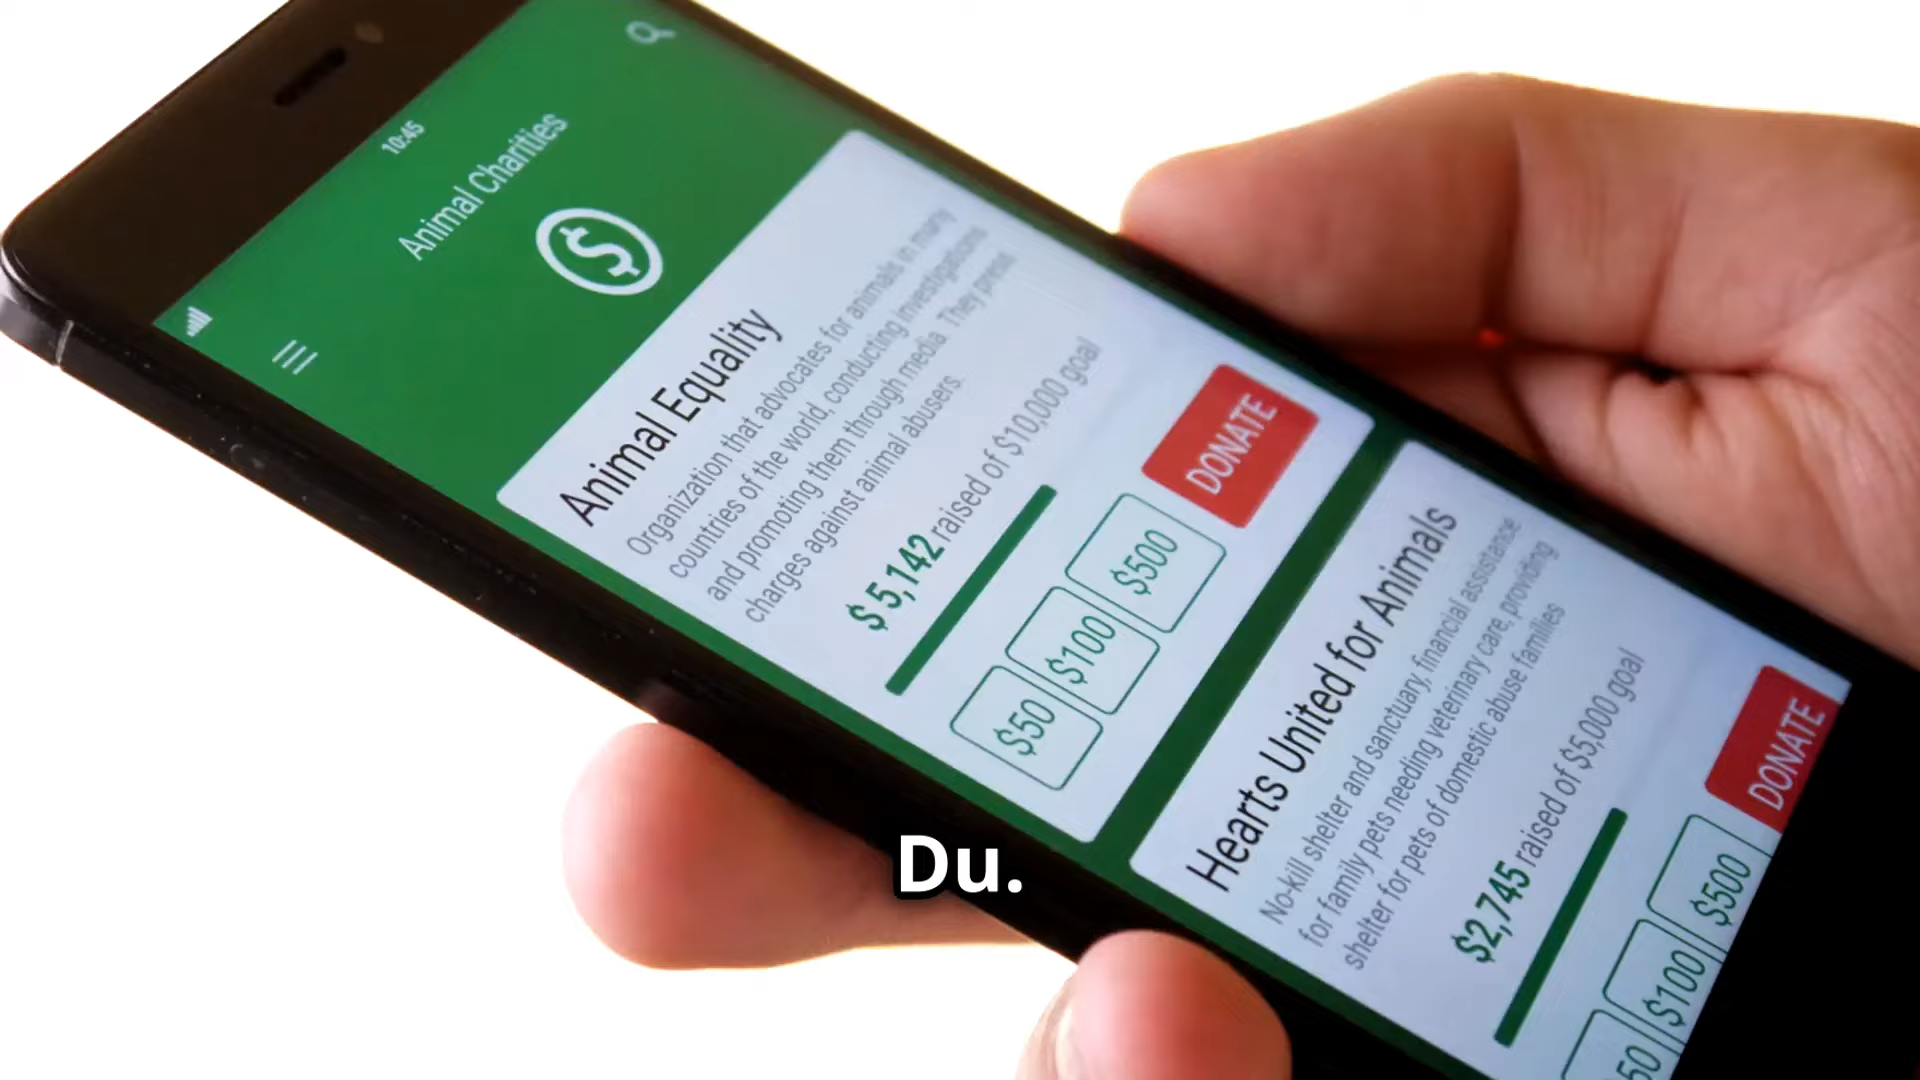 10:45
Animal Charities
$
Animal Equality
Organization that advocates for animals in many
countries of the world, conducting investigations
and promoting them through media. They press
charges against animal abusers.
$5,142 raised of $10,000 goal
$50 $100 $500
DONATE
Hearts United for Animals
No-kill shelter and sanctuary, financial assistance
for family pets needing veterinary care, providing
shelter for pets of domestic abuse families
$2,745 raised of $5,000 goal
50 $100 $500
DONATE
Du.